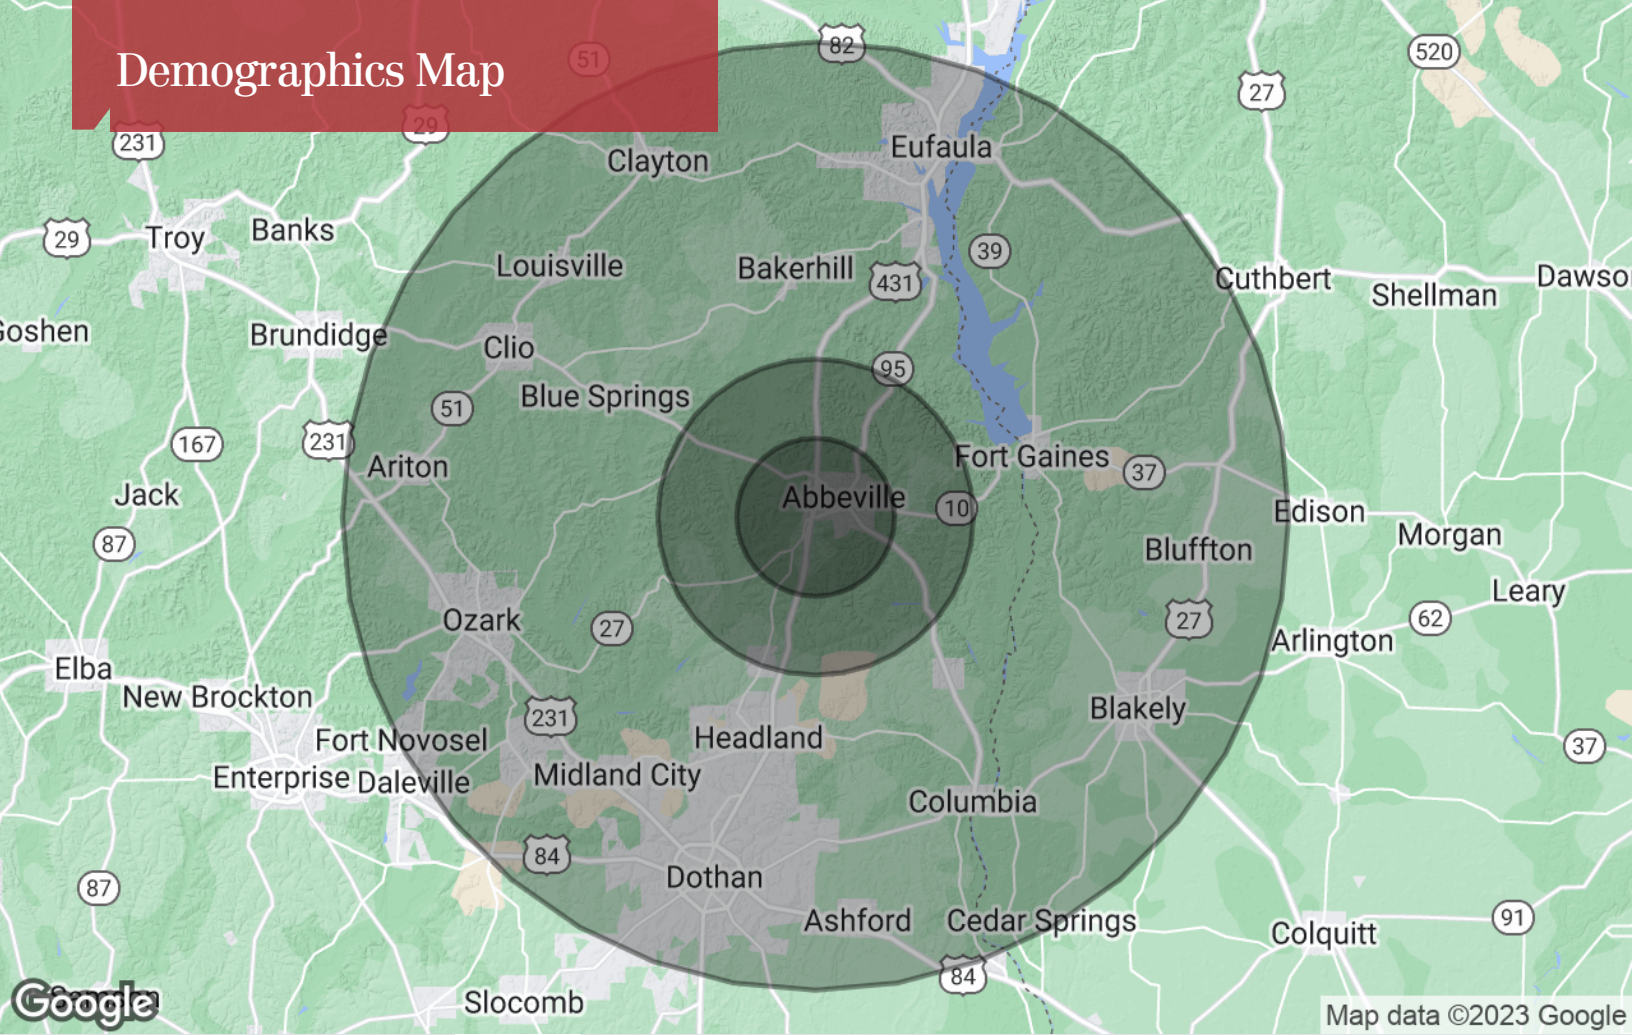 Demographics Map
82
51
520
27
29
231
Eufaula
Clayton
Banks
29
Troy
39
Louisville
Bakerhill
431
Cuthbert
Shellman
Dawso
Goshen
Brundidge
Clio
95
Blue Springs
51
231
167
Ariton
Fort Gaines
37
Jack
Abbeville
10
Edison
Morgan
87
Bluffton
Leary
Ozark
27
27
62
Arlington
Elba
New Brockton
231
Blakely
Fort Novosel
Headland
37
Enterprise
Daleville
Midland City
Columbia
84
Dothan
87
Ashford
Cedar Springs
91
Colquitt
84
Google
Slocomb
Map data ©2023 Google